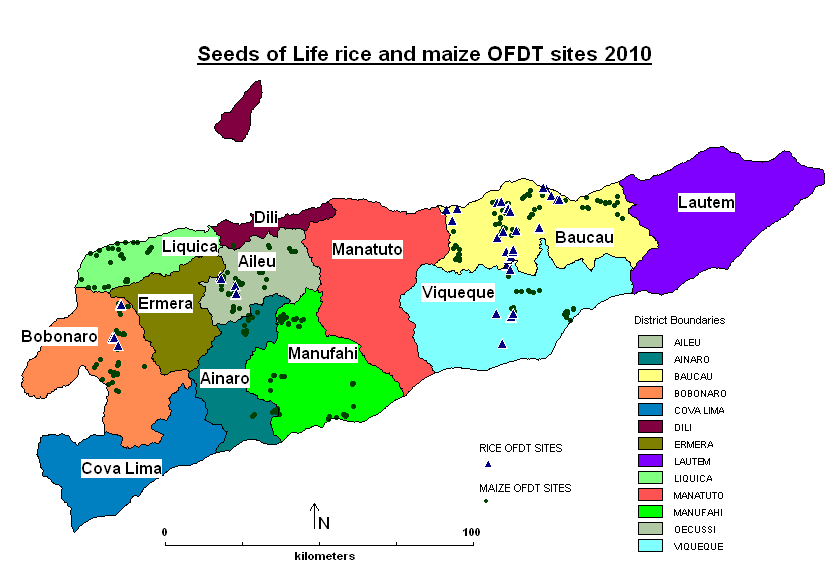 Seeds of Life rice and maize OFDT sites 2010
Lautem
Dili
Baucau
Liquica
Manatuto
Aileu
Viqueque
Ermera
Bobonaro
Manufahi
Ainaro
Cova Lima
District Boundaries
AILEU
AINARO
BAUCAU
BOBONARO
COVA LIMA
DILI
ERMERA
LAUTEM
LIQUICA
MANATUTO
MANUFAHI
OECUSSI
VIQUEQUE
RICE OFDT SITES
MAIZE OFDT SITES
N
0 100
kilometers